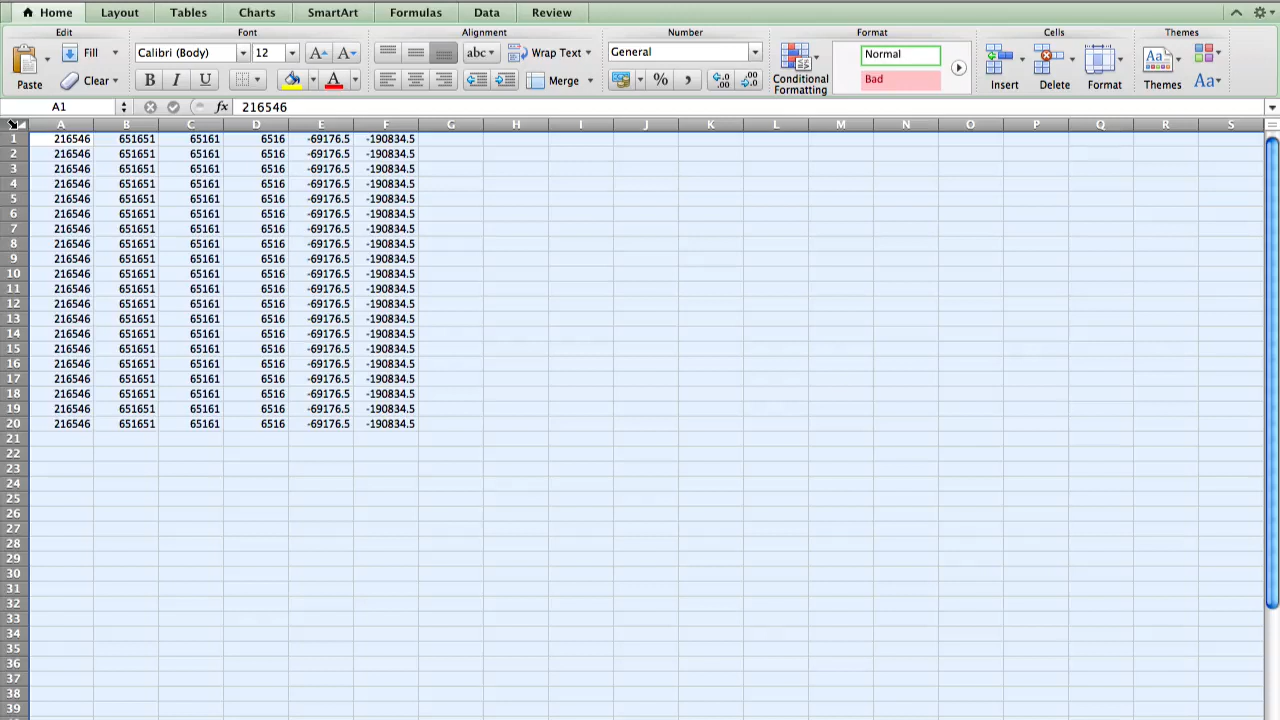 Home Layout Tables Charts SmartArt Formulas Data Review
Edit Font Alignment Number Format Cells Themes
Fill Calibri (Body) 12 A A abc Wrap Text General Normal
Paste Clear B I U A Merge % , .0 .00 .00 .0 Conditional Formatting Bad Insert Delete Format Themes Aa
A1 fx 216546
A B C D E F G H I J K L M N O P Q R S
1 216546 651651 65161 6516 -69176.5 -190834.5
2 216546 651651 65161 6516 -69176.5 -190834.5
3 216546 651651 65161 6516 -69176.5 -190834.5
4 216546 651651 65161 6516 -69176.5 -190834.5
5 216546 651651 65161 6516 -69176.5 -190834.5
6 216546 651651 65161 6516 -69176.5 -190834.5
7 216546 651651 65161 6516 -69176.5 -190834.5
8 216546 651651 65161 6516 -69176.5 -190834.5
9 216546 651651 65161 6516 -69176.5 -190834.5
10 216546 651651 65161 6516 -69176.5 -190834.5
11 216546 651651 65161 6516 -69176.5 -190834.5
12 216546 651651 65161 6516 -69176.5 -190834.5
13 216546 651651 65161 6516 -69176.5 -190834.5
14 216546 651651 65161 6516 -69176.5 -190834.5
15 216546 651651 65161 6516 -69176.5 -190834.5
16 216546 651651 65161 6516 -69176.5 -190834.5
17 216546 651651 65161 6516 -69176.5 -190834.5
18 216546 651651 65161 6516 -69176.5 -190834.5
19 216546 651651 65161 6516 -69176.5 -190834.5
20 216546 651651 65161 6516 -69176.5 -190834.5
21
22
23
24
25
26
27
28
29
30
31
32
33
34
35
36
37
38
39